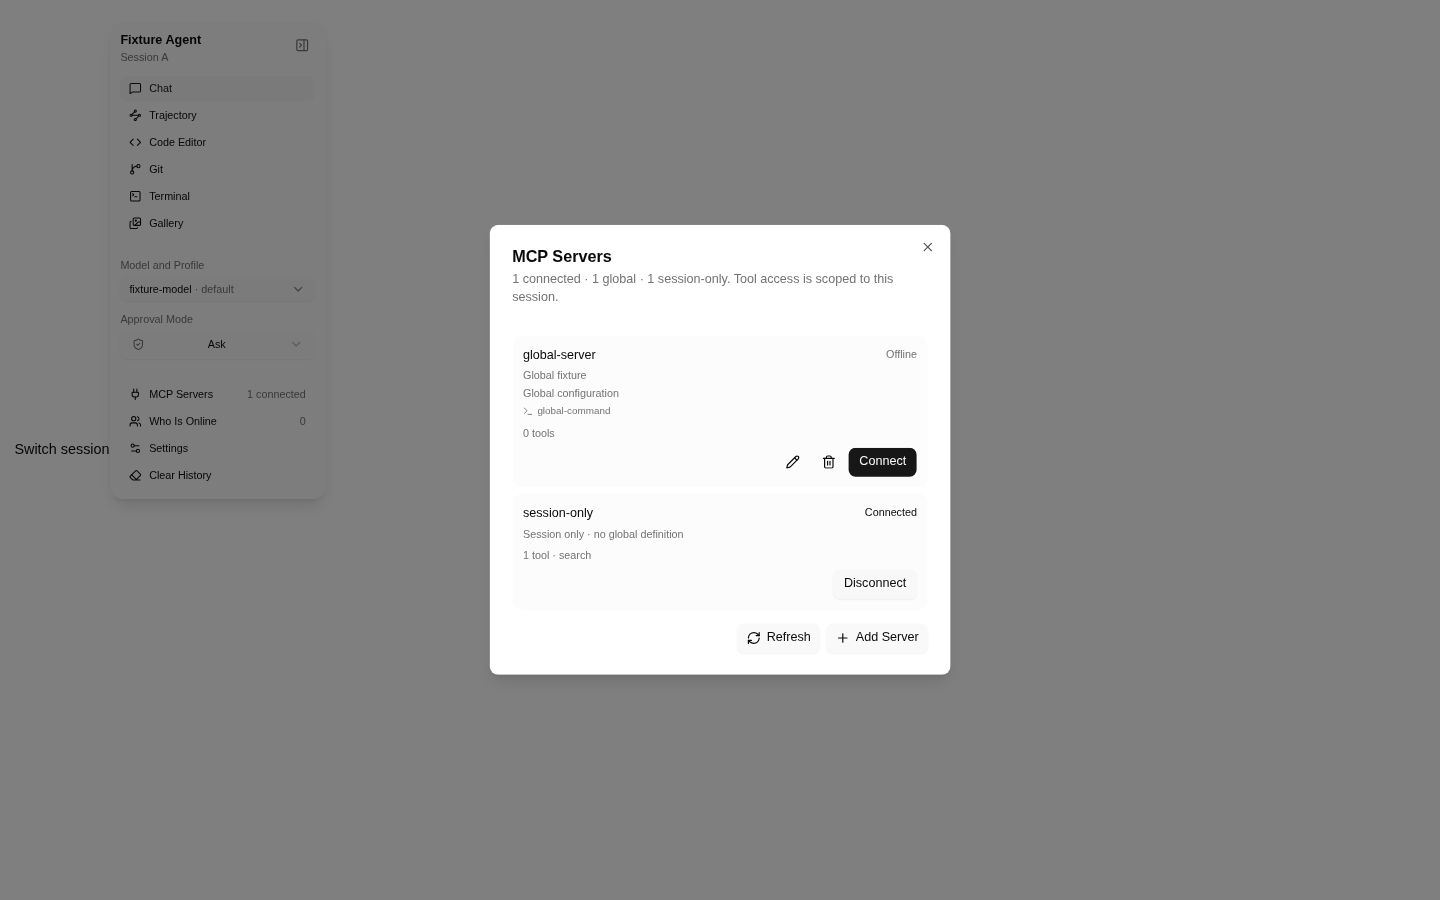 Fixture Agent
Session A
Chat
Trajectory
Code Editor
Git
Terminal
Gallery
Model and Profile
fixture-model · default
Approval Mode
Ask
MCP Servers 1 connected
Who Is Online 0
Switch session
Settings
Clear History
MCP Servers
1 connected · 1 global · 1 session-only. Tool access is scoped to this
session.
global-server Offline
Global fixture
Global configuration
global-command
0 tools
Connect
session-only Connected
Session only · no global definition
1 tool · search
Disconnect
Refresh Add Server